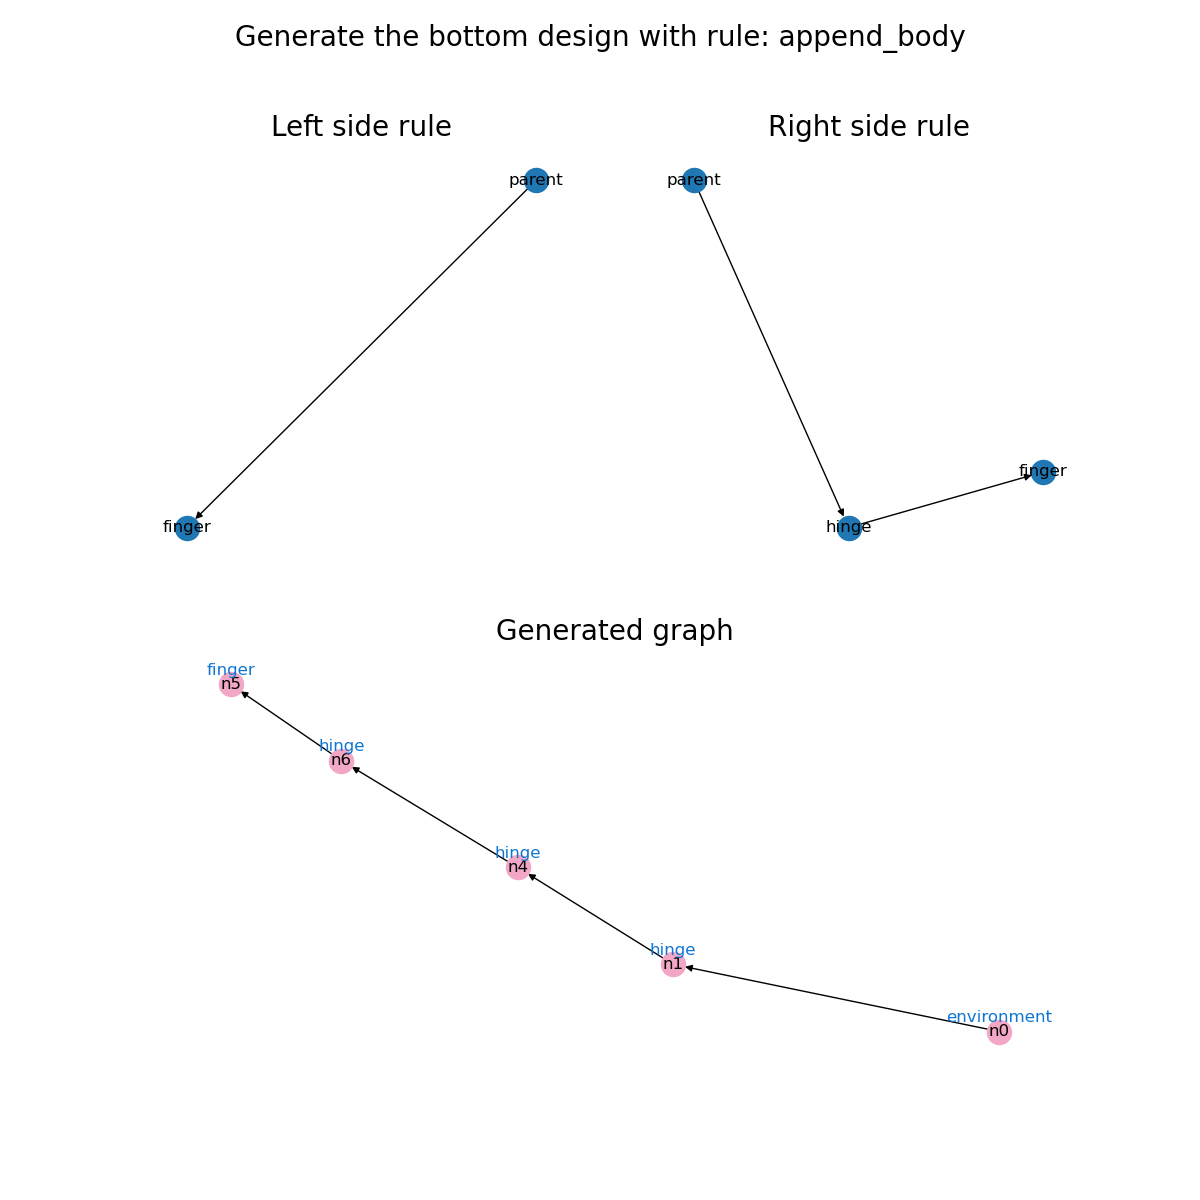 Generate the bottom design with rule: append_body
Left side rule
Right side rule
parent
parent
finger
hinge
finger
Generated graph
finger
n5
hinge
n6
hinge
n4
hinge
n1
environment
n0